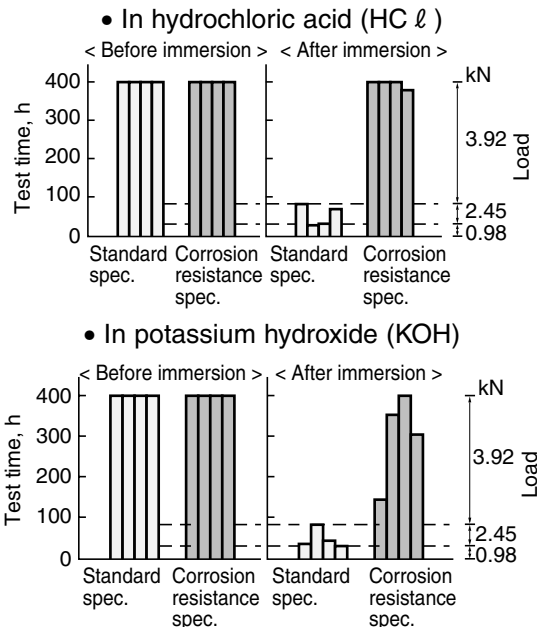 • In hydrochloric acid (HC ℓ )
< Before immersion > < After immersion >
kN
Test time, h
400
300
200
100
0
3.92
2.45
0.98
Load
Standard spec.
Corrosion resistance spec.
Standard spec.
Corrosion resistance spec.
• In potassium hydroxide (KOH)
< Before immersion > < After immersion >
kN
Test time, h
400
300
200
100
0
3.92
2.45
0.98
Load
Standard spec.
Corrosion resistance spec.
Standard spec.
Corrosion resistance spec.